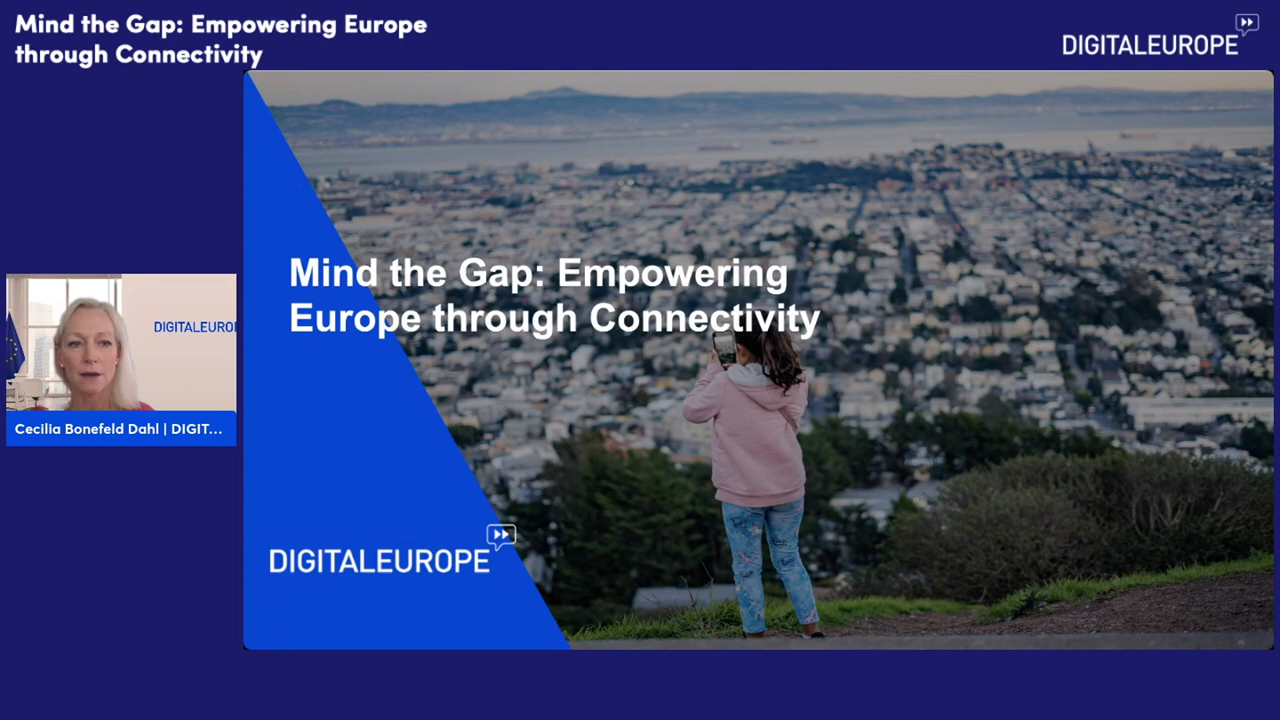 Mind the Gap: Empowering Europe
through Connectivity
DIGITALEUROPE
Mind the Gap: Empowering
Europe through Connectivity
DIGITALEUROPE
DIGITALEUROP
Cecilia Bonefeld Dahl | DIGIT...